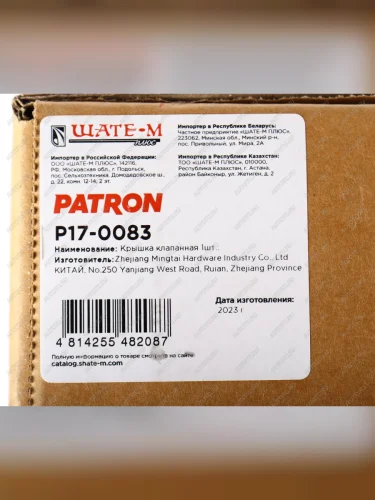 ШАТЕ-М
ПЛЮС
Импортер в Российской Федерации:
ООО «ШАТЕ-М ПЛЮС», 142116,
РФ, Московская обл., г. Подольск,
пос. Сельхозтехника, Домодедовское ш.,
д. 22, комн. 12-14, 2 эт.
Импортер в Республике Беларусь:
Частное предприятие «ШАТЕ-М ПЛЮС»,
223062, Минская обл., Минский р-н,
пос. Привольный, ул. Мира, 2А
Импортер в Республике Казахстан:
ТОО «ШАТЕ-М ПЛЮС», 010000,
Республика Казахстан, г. Астана,
район Байконыр, ул. Жетиген, д. 2
PATRON
P17-0083
Наименование: Крышка клапанная 1шт.
Изготовитель: Zhejiang Mingtai Hardware Industry Co., Ltd
КИТАЙ, No.250 Yanjiang West Road, Ruian, Zhejiang Province
Дата изготовления:
2023 г
4 814255 482087
Полную информацию о товаре смотрите на сайте:
catalog.shate-m.com